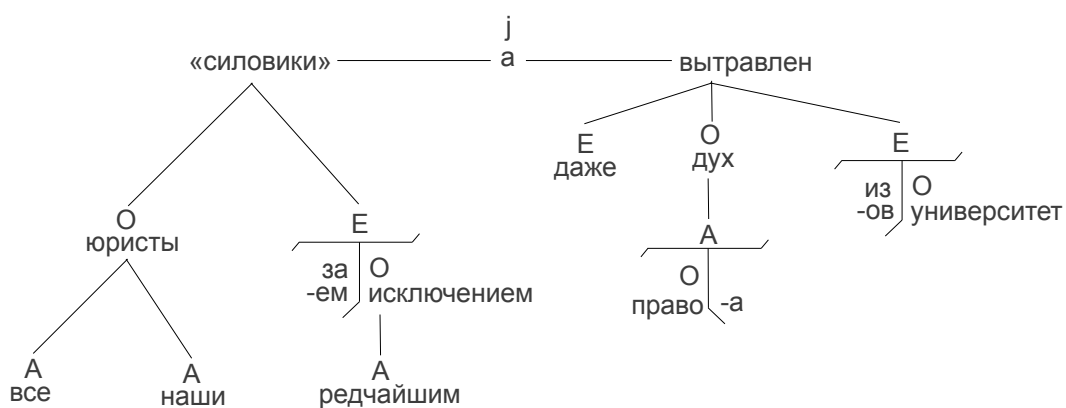 j
«силовики» а вытравлен
Е
даже
О
дух
Е
из
-ов
О
университет
О
юристы
Е
за
-ем
О
исключением
А
О
право
-а
А
все
А
наши
А
редчайшим